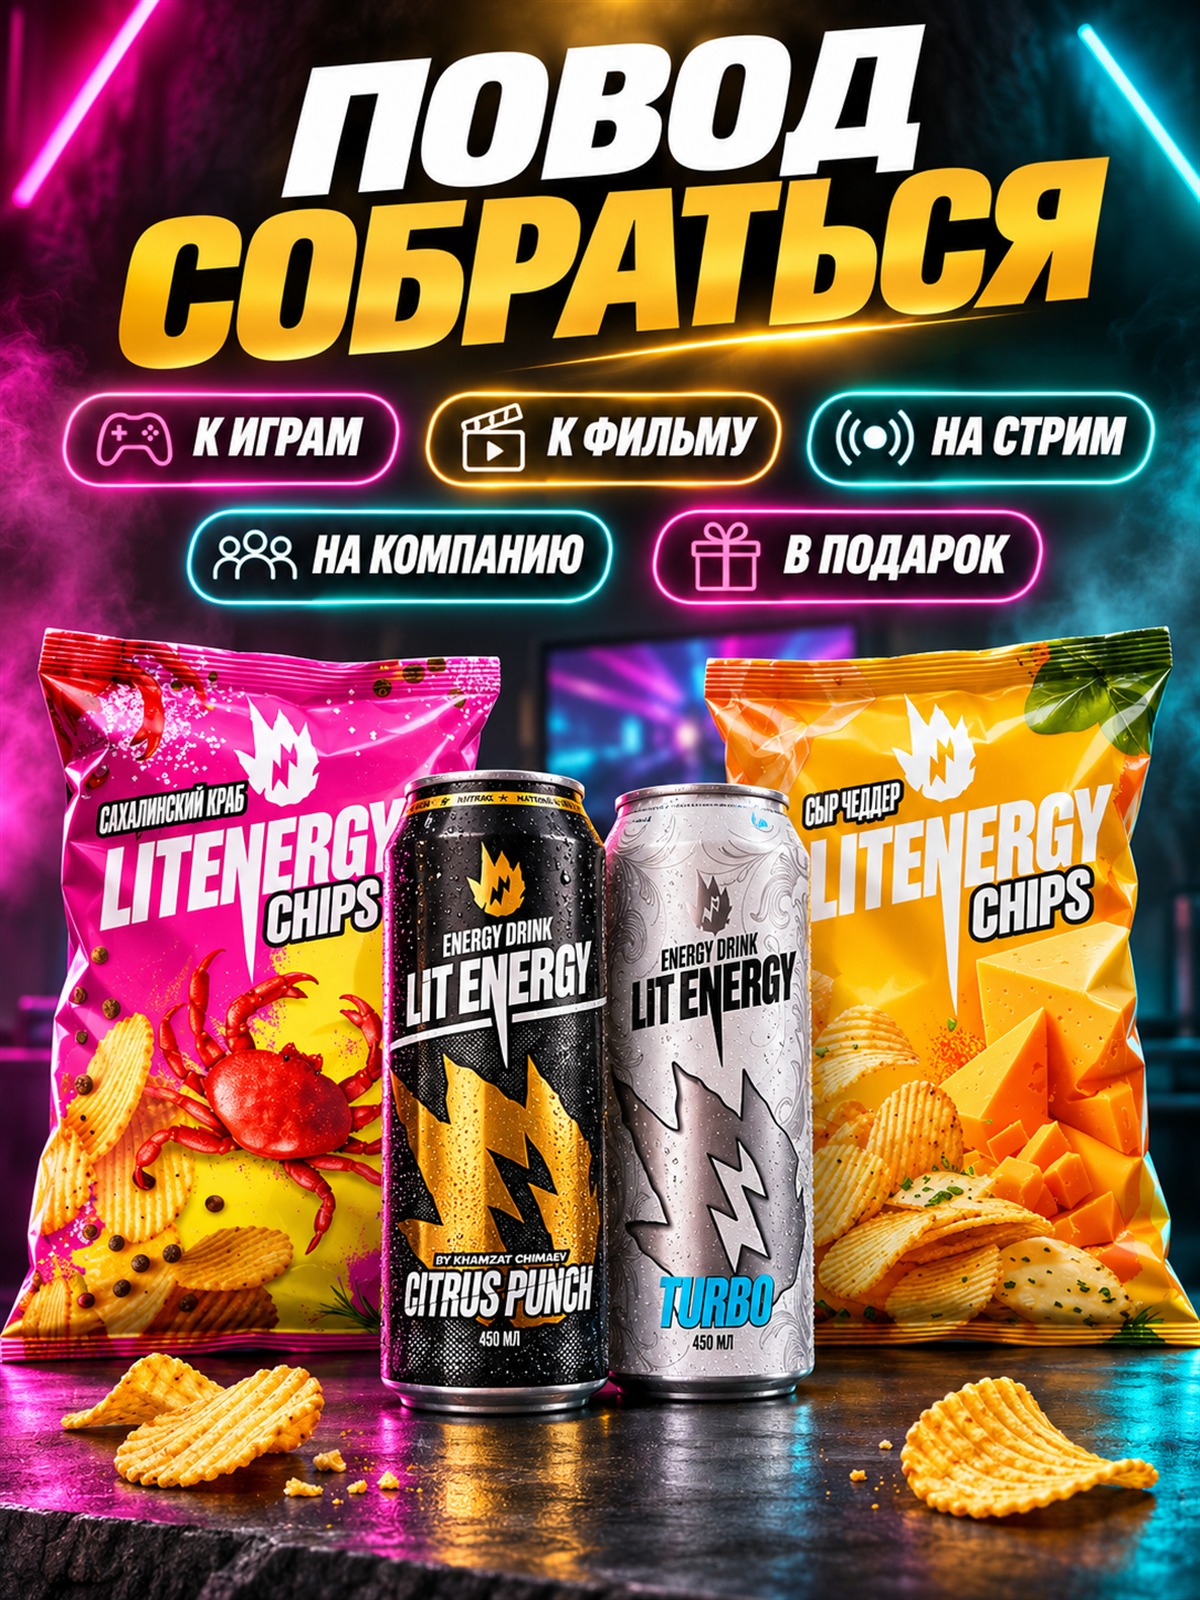 ПОВОД
СОБРАТЬСЯ
К ИГРАМ
К ФИЛЬМУ
НА СТРИМ
НА КОМПАНИЮ
В ПОДАРОК
САХАЛИНСКИЙ КРАБ
LITENERGY
CHIPS
ENERGY DRINK
LIT ENERGY
BY KHAMZAT CHIMAEV
CITRUS PUNCH
450 МЛ
ENERGY DRINK
LIT ENERGY
TURBO
450 МЛ
СЫР ЧЕДДЕР
LITENERGY
CHIPS